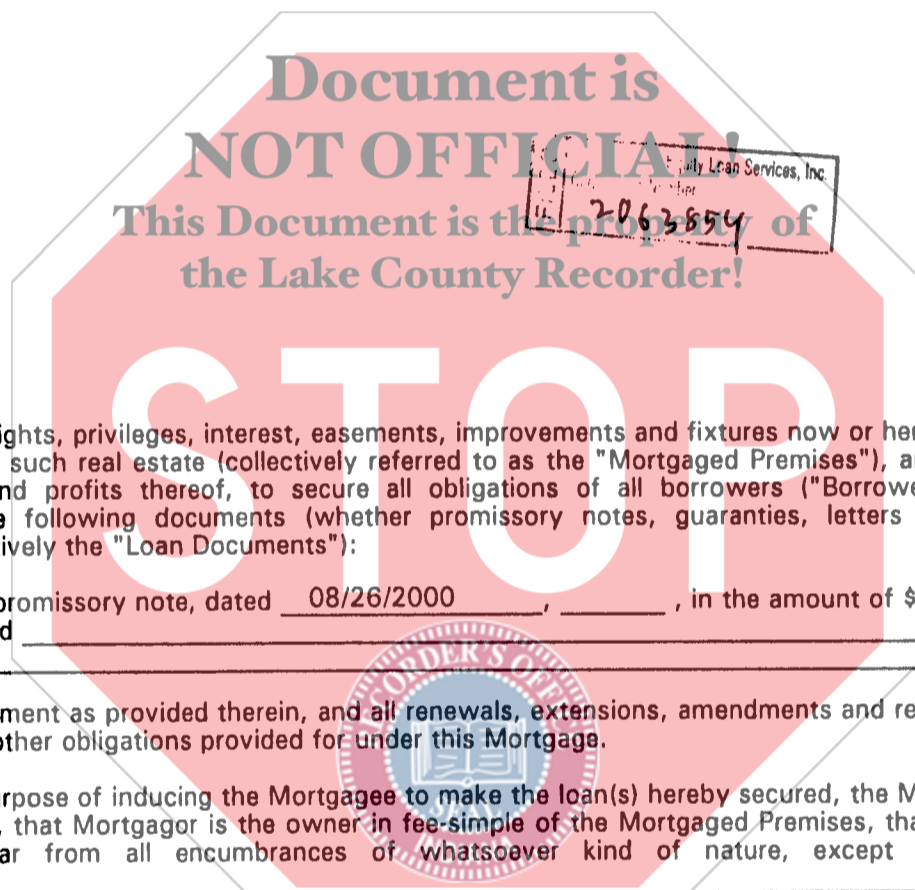 Document is
NOT OFFICIAL!
ily Loan Services, Inc.
2063854
This Document is the property of
the Lake County Recorder!
STOP
ights, privileges, interest, easements, improvements and fixtures now or her
such real estate (collectively referred to as the "Mortgaged Premises"), a
nd profits thereof, to secure all obligations of all borrowers ("Borrowe
e following documents (whether promissory notes, guaranties, letters
ively the "Loan Documents"):
promissory note, dated 08/26/2000 , , in the amount of $
d
RECORDER'S OFFI
SEAL
ment as provided therein, and all renewals, extensions, amendments and re
other obligations provided for under this Mortgage.
rpose of inducing the Mortgagee to make the loan(s) hereby secured, the M
, that Mortgagor is the owner in fee-simple of the Mortgaged Premises, tha
ar from all encumbrances of whatsoever kind of nature, except